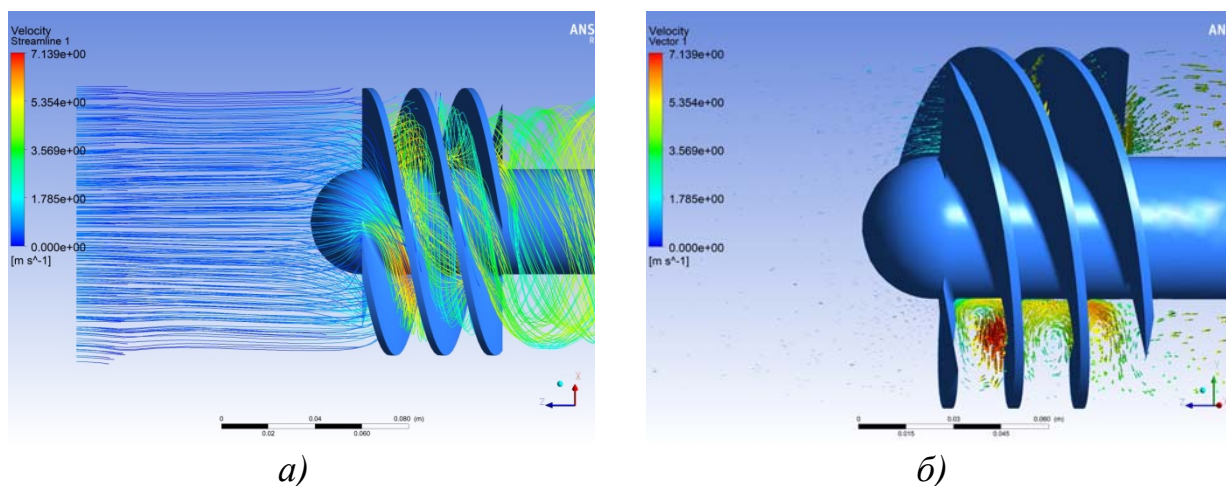 Velocity
Streamline 1
7.139e+00
5.354e+00
3.569e+00
1.785e+00
0.000e+00
[m s^-1]
ANS
R
X
Z
0
0.04
0.080 (m)
0.02
0.060
а)
Velocity
Vector 1
7.139e+00
5.354e+00
3.569e+00
1.785e+00
0.000e+00
[m s^-1]
ANS
Z
0
0.03
0.060 (m)
0.015
0.045
б)